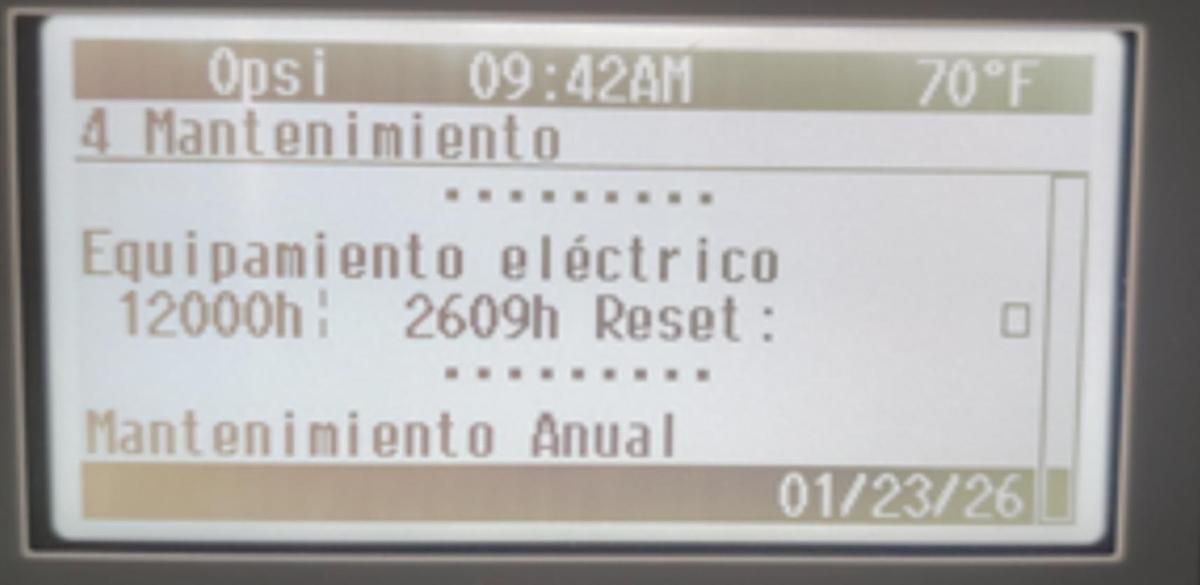 0psi 09:42AM 70°F
4 Mantenimiento
.........
Equipamiento eléctrico
12000h¦ 2609h Reset:
.........
Mantenimiento Anual
01/23/26